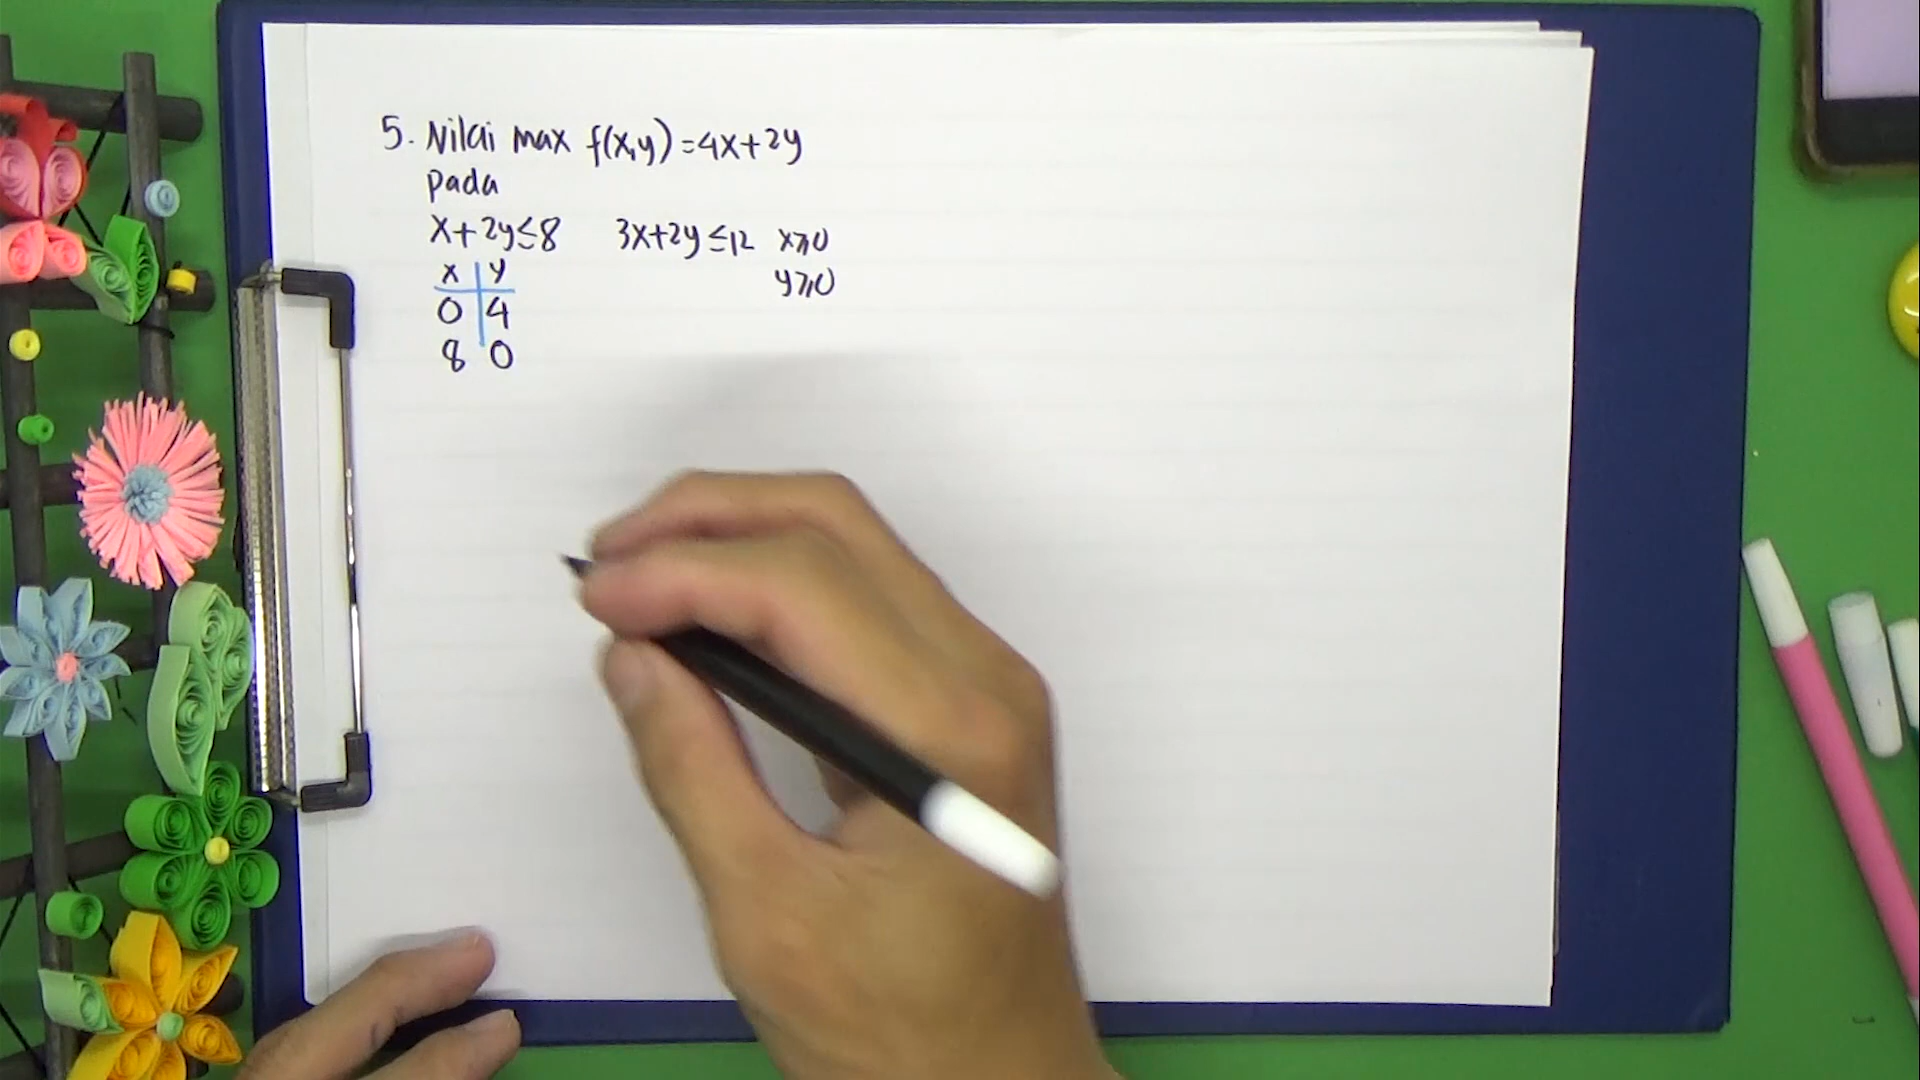 5. Nilai max f(x,y)=4x+2y
pada
x+2y≤8 3x+2y≤12 x≥0
y≥0
x y
0 4
8 0